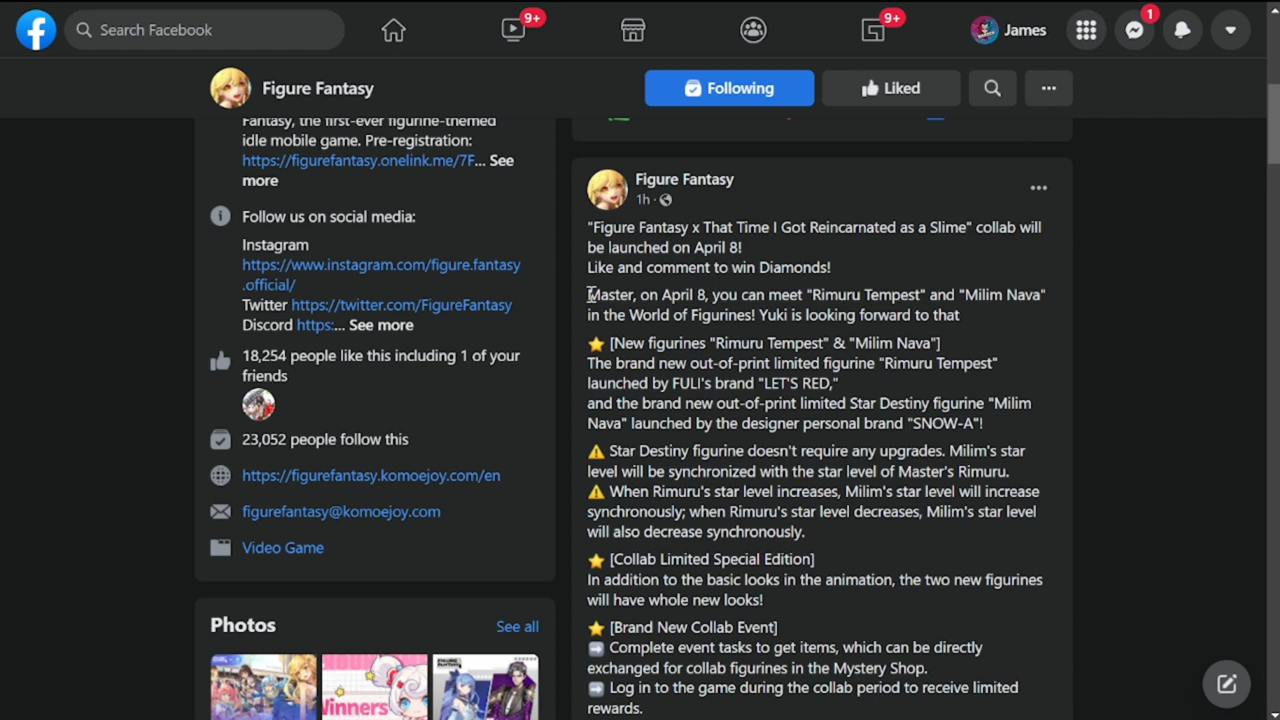 Search Facebook
9+
9+
James
1
Figure Fantasy
Following
Liked
Fantasy, the first-ever figurine-themed
idle mobile game. Pre-registration:
https://figurefantasy.onelink.me/7F... See
more
Follow us on social media:
Instagram
https://www.instagram.com/figure.fantasy
.official/
Twitter https://twitter.com/FigureFantasy
Discord https:... See more
18,254 people like this including 1 of your
friends
23,052 people follow this
https://figurefantasy.komoejoy.com/en
figurefantasy@komoejoy.com
Video Game
Photos
See all
Winners
Figure Fantasy
1h
"Figure Fantasy x That Time I Got Reincarnated as a Slime" collab will
be launched on April 8!
Like and comment to win Diamonds!
Master, on April 8, you can meet "Rimuru Tempest" and "Milim Nava"
in the World of Figurines! Yuki is looking forward to that
[New figurines "Rimuru Tempest" & "Milim Nava"]
The brand new out-of-print limited figurine "Rimuru Tempest"
launched by FULI's brand "LET'S RED,"
and the brand new out-of-print limited Star Destiny figurine "Milim
Nava" launched by the designer personal brand "SNOW-A"!
Star Destiny figurine doesn't require any upgrades. Milim's star
level will be synchronized with the star level of Master's Rimuru.
When Rimuru's star level increases, Milim's star level will increase
synchronously; when Rimuru's star level decreases, Milim's star level
will also decrease synchronously.
[Collab Limited Special Edition]
In addition to the basic looks in the animation, the two new figurines
will have whole new looks!
[Brand New Collab Event]
Complete event tasks to get items, which can be directly
exchanged for collab figurines in the Mystery Shop.
Log in to the game during the collab period to receive limited
rewards.